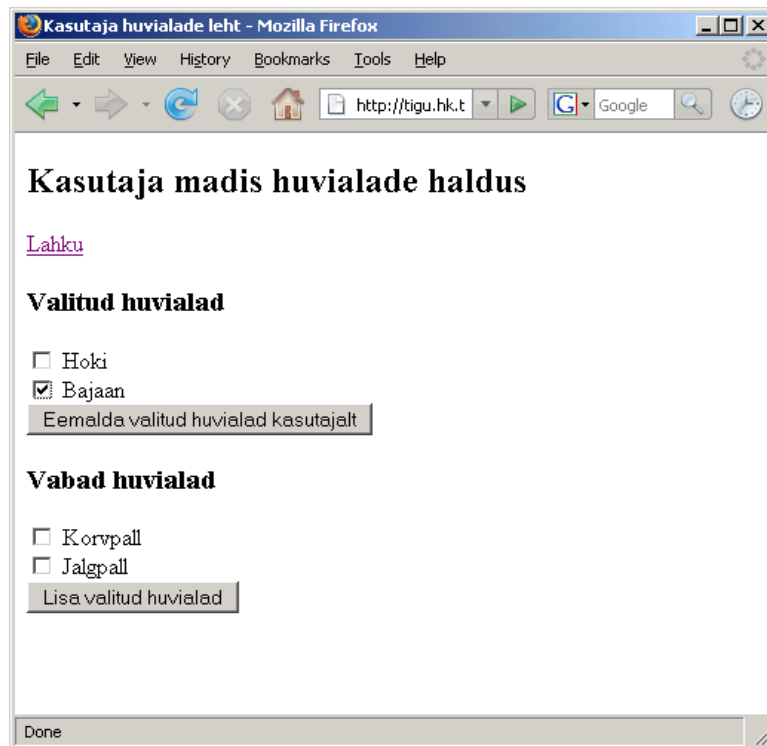 Kasutaja huvialade leht - Mozilla Firefox
File Edit View History Bookmarks Tools Help
http://tigu.hk.t G Google
Kasutaja madis huvialade haldus
Lahku
Valitud huvialad
Hoki
Bajaan
Eemalda valitud huvialad kasutajalt
Vabad huvialad
Korvpall
Jalgpall
Lisa valitud huvialad
Done